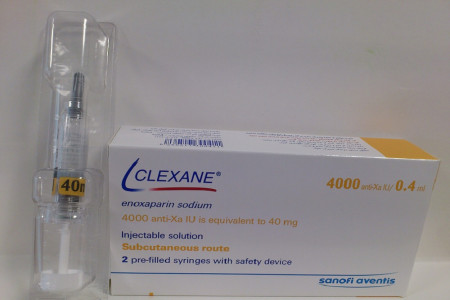 40m
CLEXANE®
4000 anti-Xa IU/ 0.4 ml
enoxaparin sodium
4000 anti-Xa IU is equivalent to 40 mg
Injectable solution
Subcutaneous route
2 pre-filled syringes with safety device
sanofi aventis